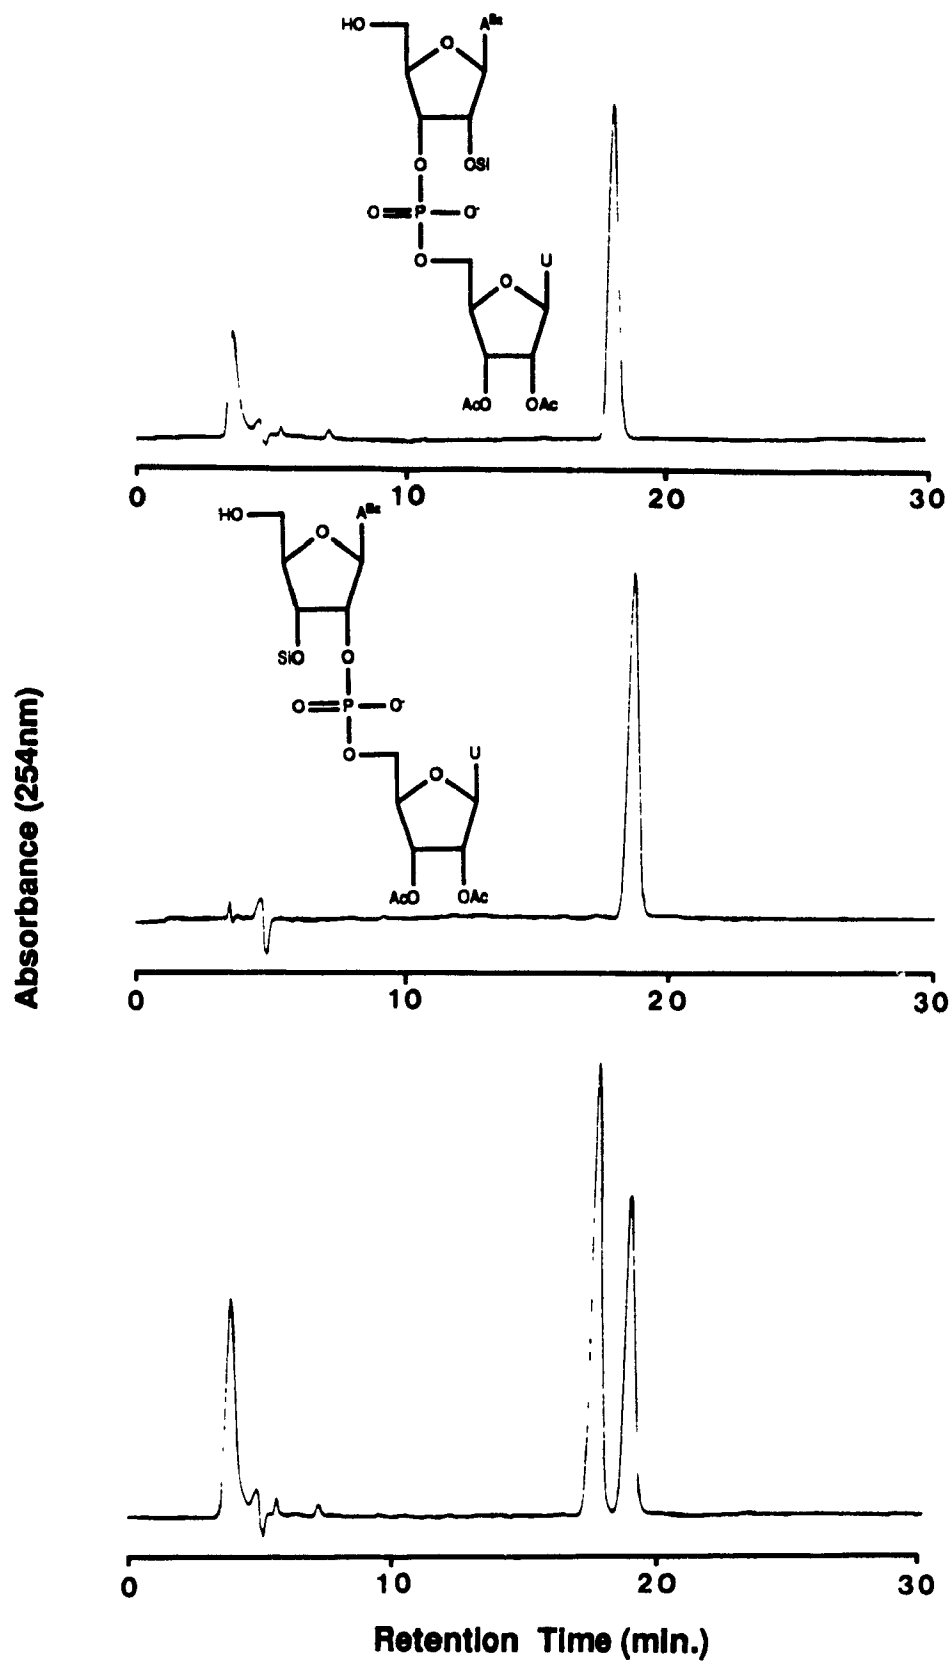 HO
A^Bz
O
O
OSi
O=P—O-
O
U
O
AcO
OAc
0 10 20 30
HO
A^Bz
O
SiO
O
O=P—O-
O
U
O
AcO
OAc
0 10 20 30
Absorbance (254nm)
0 10 20 30
Retention Time (min.)